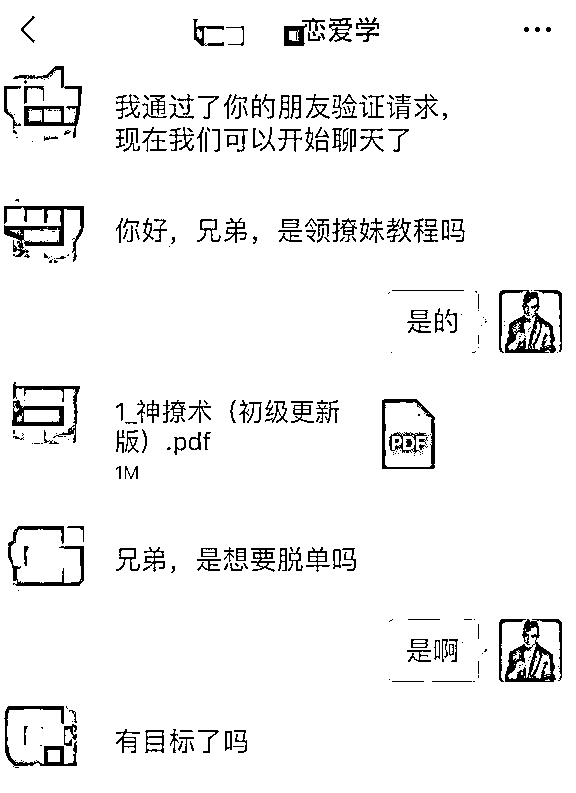 恋爱学
我通过了你的朋友验证请求，
现在我们可以开始聊天了
你好，兄弟，是领撩妹教程吗
是的
1_神撩术（初级更新
版）.pdf
PDF
1M
兄弟，是想要脱单吗
是啊
有目标了吗